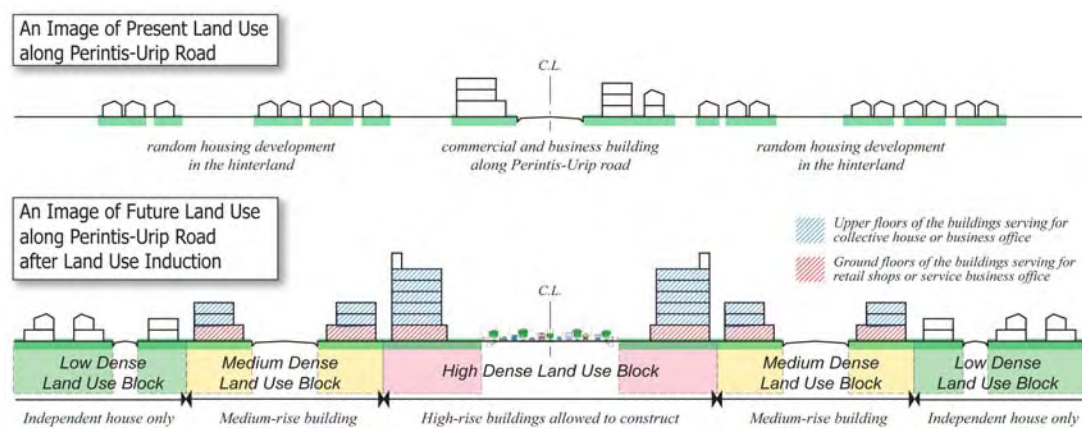 An Image of Present Land Use
along Perintis-Urip Road
C.L.
random housing development
in the hinterland
commercial and business building
along Perintis-Urip road
random housing development
in the hinterland
An Image of Future Land Use
along Perintis-Urip Road
after Land Use Induction
Upper floors of the buildings serving for
collective house or business office
Ground floors of the buildings serving for
retail shops or service business office
C.L.
Low Dense
Land Use Block
Medium Dense
Land Use Block
High Dense Land Use Block
Medium Dense
Land Use Block
Low Dense
Land Use Block
Independent house only
Medium-rise building
High-rise buildings allowed to construct
Medium-rise building
Independent house only